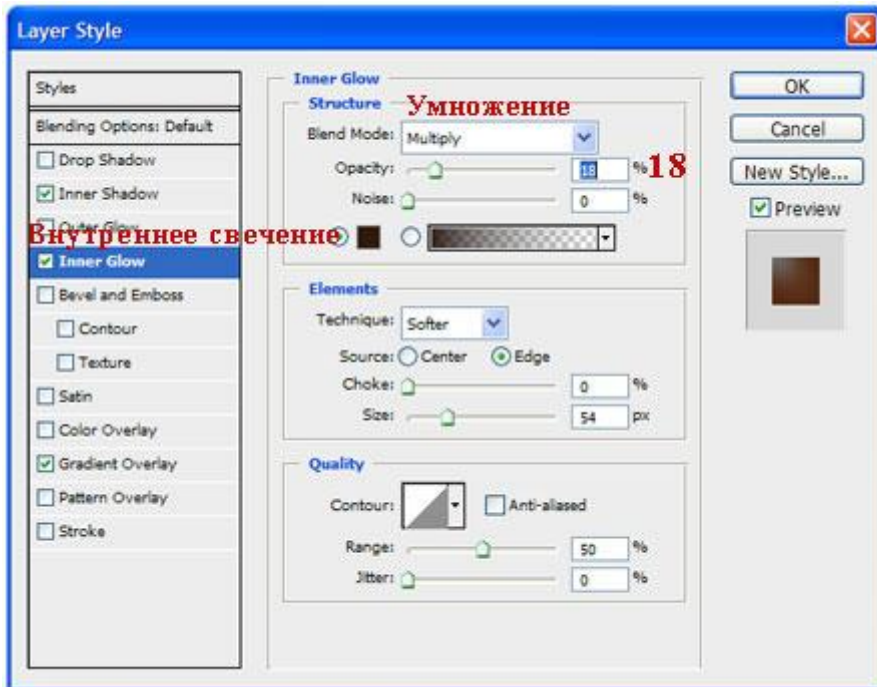 Layer Style
Styles
Blending Options: Default
Drop Shadow
Inner Shadow
Outer Glow
Внутреннее свечение
Inner Glow
Bevel and Emboss
Contour
Texture
Satin
Color Overlay
Gradient Overlay
Pattern Overlay
Stroke
Inner Glow
Structure
Умножение
Blend Mode: Multiply
Opacity: 18 % 18
Noise: 0 %
Elements
Technique: Softer
Source: Center Edge
Choke: 0 %
Size: 54 px
Quality
Contour: Anti-aliased
Range: 50 %
Jitter: 0 %
OK
Cancel
New Style...
Preview